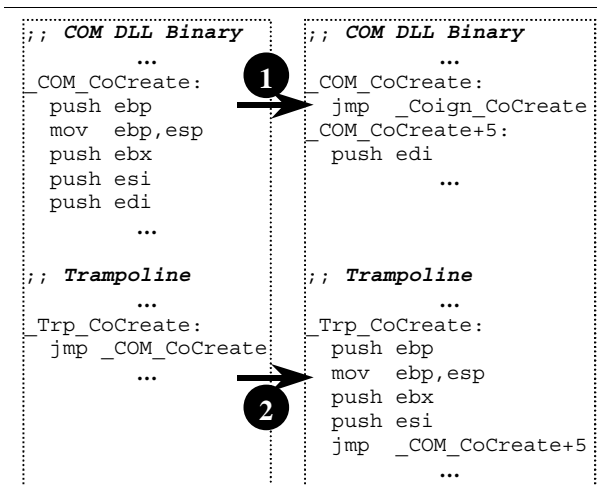 ;; COM DLL Binary
...
_COM_CoCreate:
push ebp
mov ebp,esp
push ebx
push esi
push edi
...
;; Trampoline
...
_Trp_CoCreate:
jmp _COM_CoCreate
...
1
2
;; COM DLL Binary
...
_COM_CoCreate:
jmp _Coign_CoCreate
_COM_CoCreate+5:
push edi
...
;; Trampoline
...
_Trp_CoCreate:
push ebp
mov ebp,esp
push ebx
push esi
jmp _COM_CoCreate+5
...